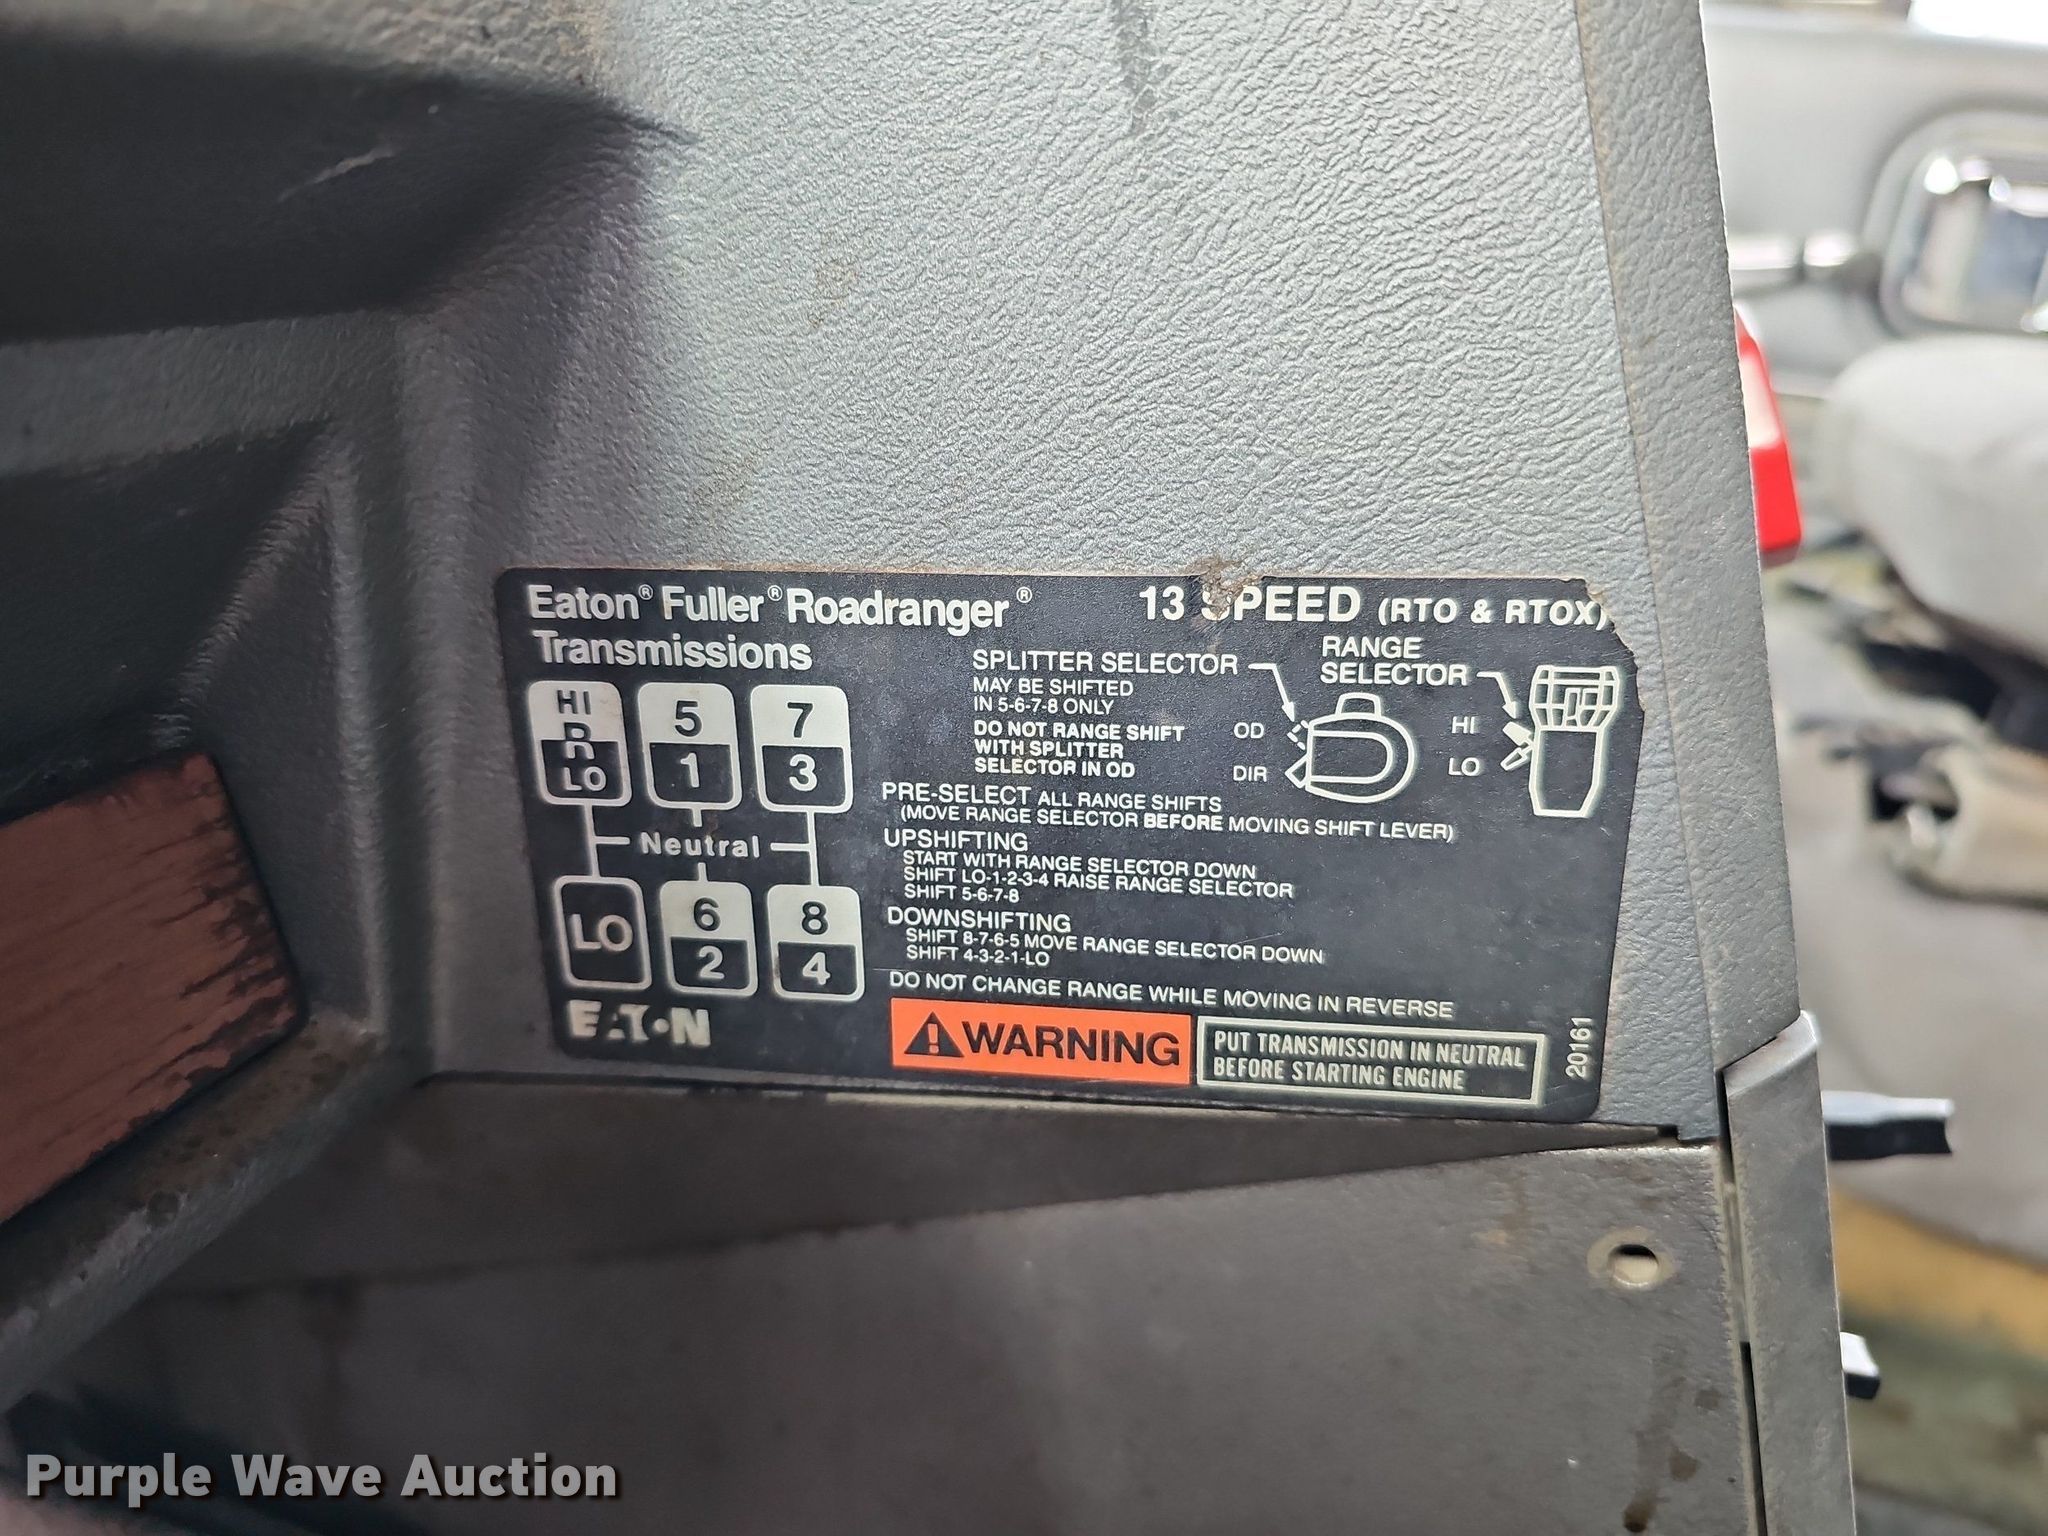 Eaton® Fuller® Roadranger®
Transmissions
13 SPEED (RTO & RTOX)
SPLITTER SELECTOR
MAY BE SHIFTED
IN 5-6-7-8 ONLY
DO NOT RANGE SHIFT
WITH SPLITTER
SELECTOR IN OD
OD
DIR
RANGE
SELECTOR
HI
LO
HI
R
LO
5
1
7
3
Neutral
LO
6
2
8
4
PRE-SELECT ALL RANGE SHIFTS
(MOVE RANGE SELECTOR BEFORE MOVING SHIFT LEVER)
UPSHIFTING
START WITH RANGE SELECTOR DOWN
SHIFT LO-1-2-3-4 RAISE RANGE SELECTOR
SHIFT 5-6-7-8
DOWNSHIFTING
SHIFT 8-7-6-5 MOVE RANGE SELECTOR DOWN
SHIFT 4-3-2-1-LO
DO NOT CHANGE RANGE WHILE MOVING IN REVERSE
EATON
WARNING
PUT TRANSMISSION IN NEUTRAL
BEFORE STARTING ENGINE
20161
Purple Wave Auction